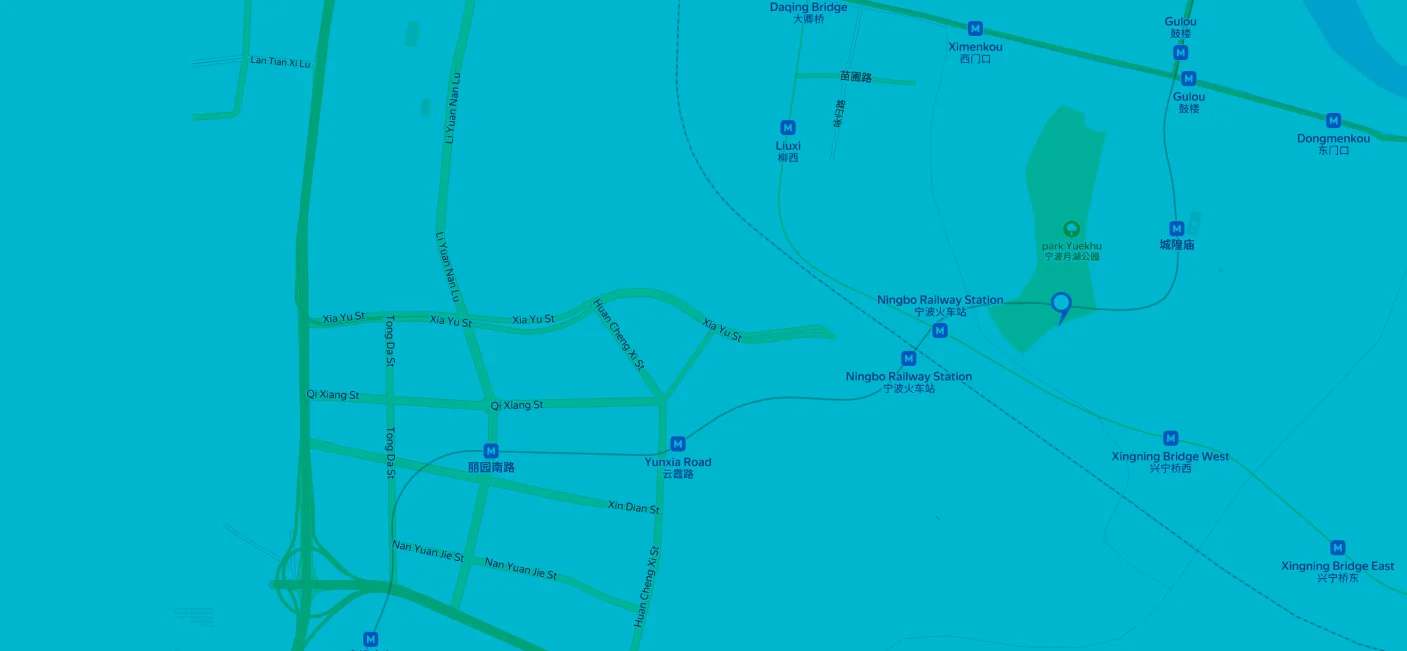 Daqing Bridge
大卿桥
Gulou
鼓楼
M
Ximenkou
西门口
M
Lan Tian Xi Lu
苗圃路
M
Gulou
鼓楼
Li Yuan Nan Lu
M
Liuxi
柳西
M
Dongmenkou
东门口
M
城隍庙
park Yuekhu
宁波月湖公园
Li Yuan Nan Lu
Ningbo Railway Station
宁波火车站
M
Xia Yu St
Xia Yu St
Xia Yu St
Huan Cheng Xi St
Xia Yu St
Tong Da St
M
Ningbo Railway Station
宁波火车站
Qi Xiang St
Qi Xiang St
M
丽园南路
M
Yunxia Road
云霞路
M
Xingning Bridge West
兴宁桥西
Tong Da St
Xin Dian St
Nan Yuan Jie St
Nan Yuan Jie St
Huan Cheng Xi St
M
Xingning Bridge East
兴宁桥东
M